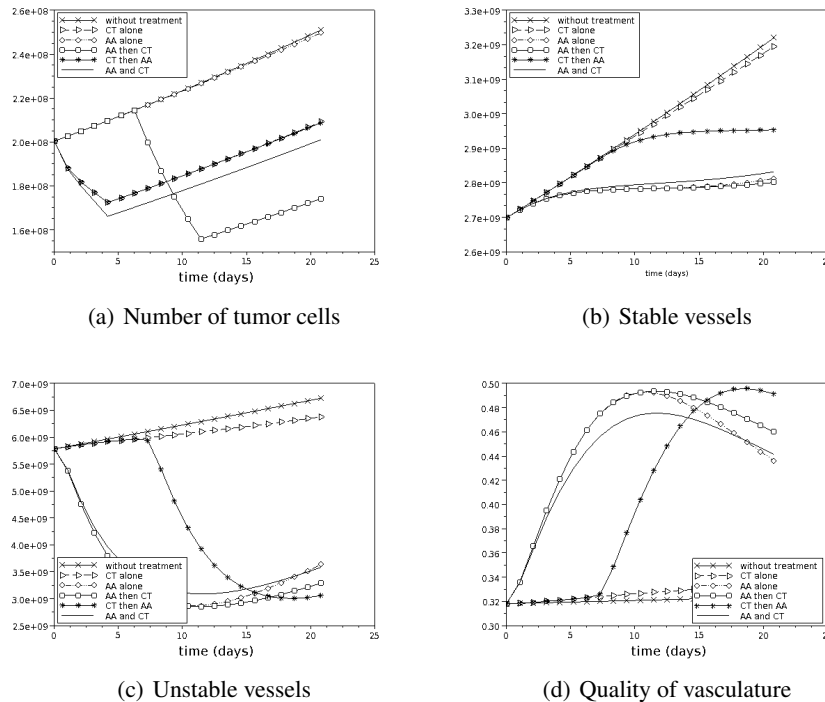 2.6e+08
2.4e+08
2.2e+08
2.0e+08
1.8e+08
1.6e+08
without treatment
CT alone
AA alone
AA then CT
CT then AA
AA and CT
0 5 10 15 20 25
time (days)
(a) Number of tumor cells
3.3e+09
3.2e+09
3.1e+09
3.0e+09
2.9e+09
2.8e+09
2.7e+09
2.6e+09
without treatment
CT alone
AA alone
AA then CT
CT then AA
AA and CT
0 5 10 15 20
time (days)
(b) Stable vessels
7.0e+09
6.5e+09
6.0e+09
5.5e+09
5.0e+09
4.5e+09
4.0e+09
3.5e+09
3.0e+09
2.5e+09
without treatment
CT alone
AA alone
AA then CT
CT then AA
AA and CT
0 5 10 15 20 25
time (days)
(c) Unstable vessels
0.50
0.48
0.46
0.44
0.42
0.40
0.38
0.36
0.34
0.32
0.30
without treatment
CT alone
AA alone
AA then CT
CT then AA
AA and CT
0 5 10 15 20
time (days)
(d) Quality of vasculature